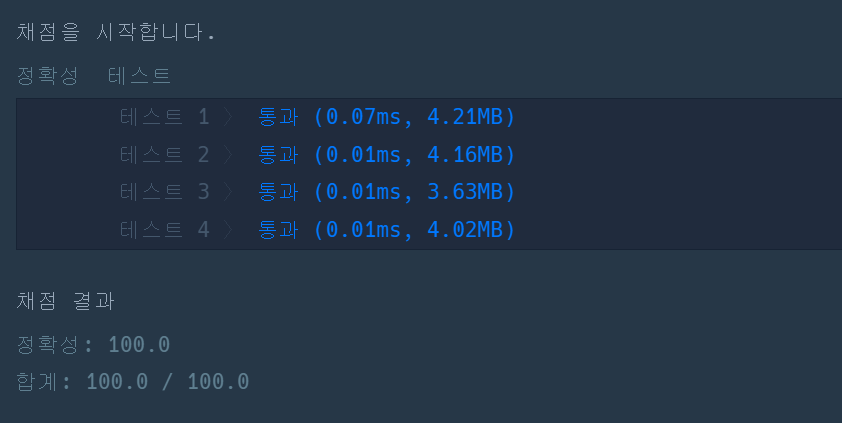 채점을 시작합니다.
정확성 테스트
테스트 1 〉 통과 (0.07ms, 4.21MB)
테스트 2 〉 통과 (0.01ms, 4.16MB)
테스트 3 〉 통과 (0.01ms, 3.63MB)
테스트 4 〉 통과 (0.01ms, 4.02MB)
채점 결과
정확성: 100.0
합계: 100.0 / 100.0